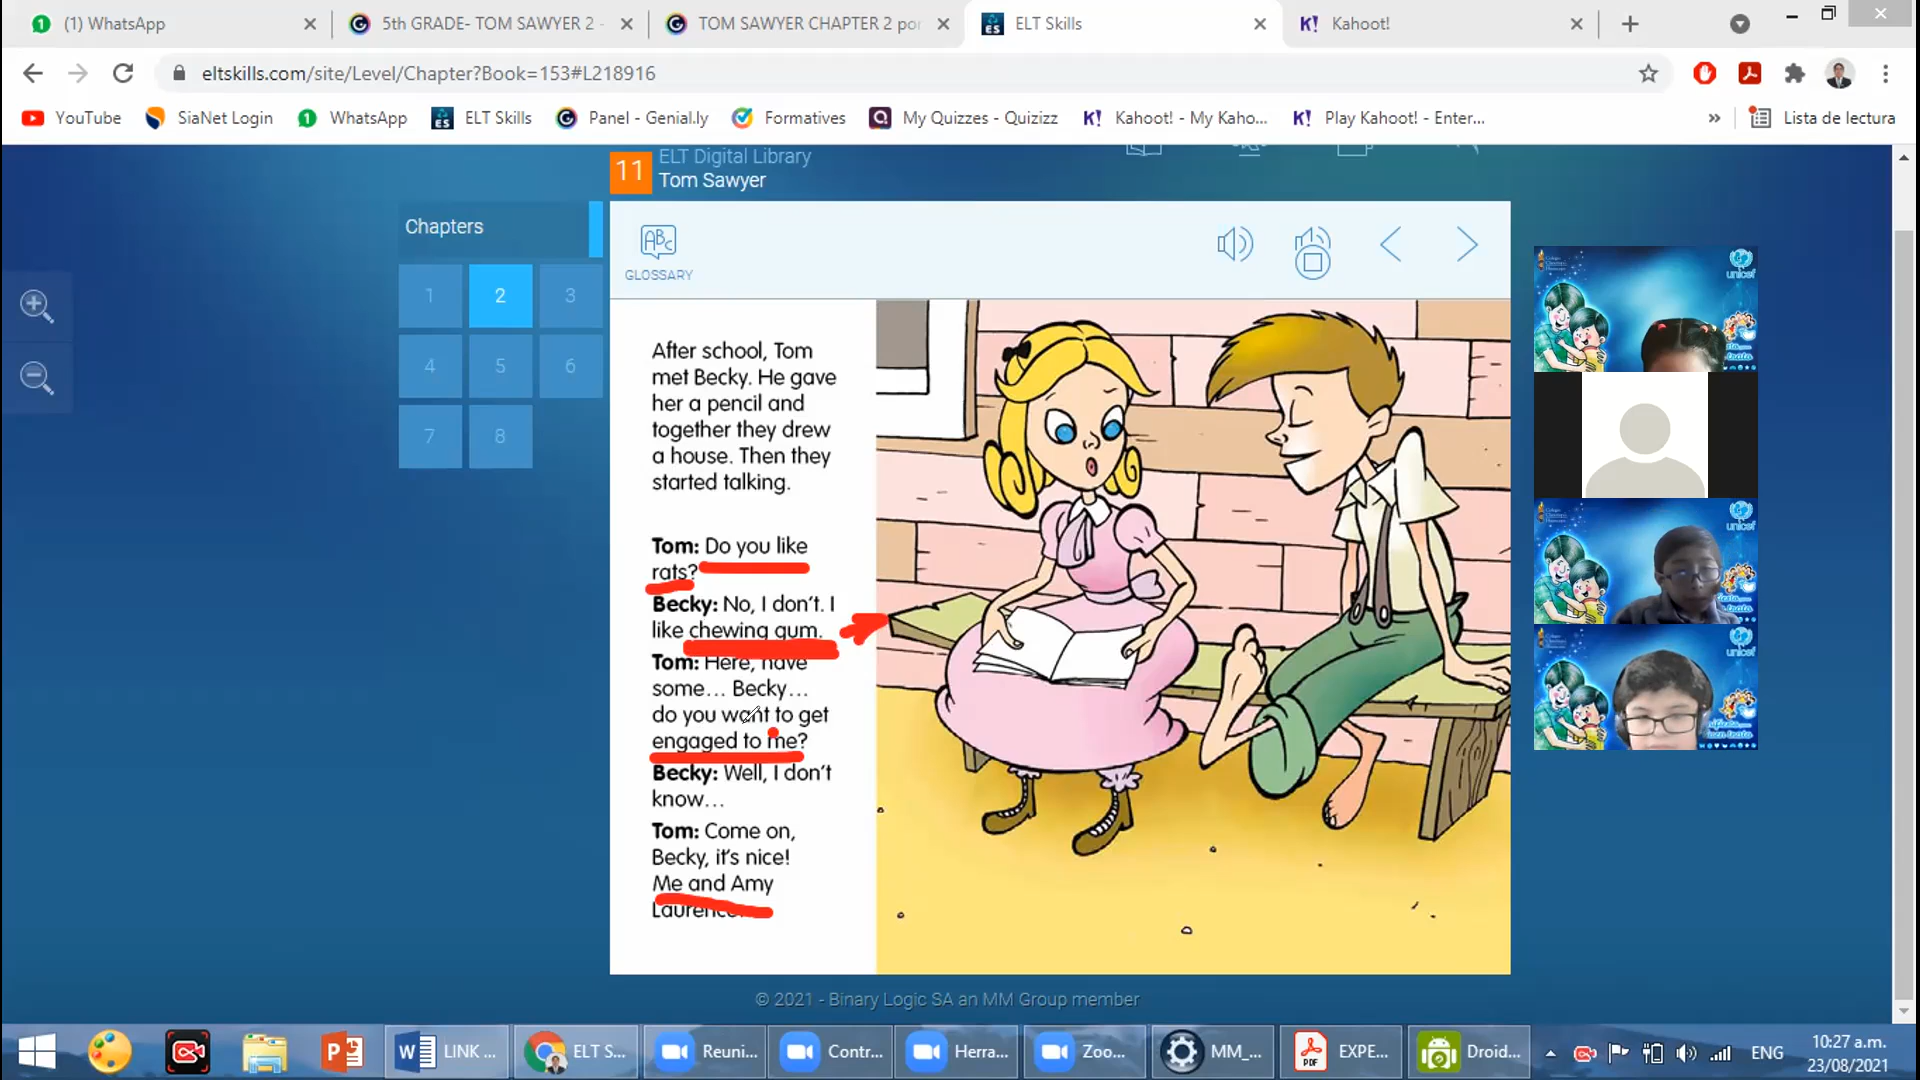 (1) WhatsApp
5th GRADE- TOM SAWYER 2 -
TOM SAWYER CHAPTER 2 por
ELT Skills
Kahoot!
eltskills.com/site/Level/Chapter?Book=153#L218916
YouTube
SiaNet Login
WhatsApp
ELT Skills
Panel - Genial.ly
Formatives
My Quizzes - Quizizz
Kahoot! - My Kaho...
Play Kahoot! - Enter...
»
Lista de lectura
11
ELT Digital Library
Tom Sawyer
Chapters
1
2
3
4
5
6
7
8
ABC
GLOSSARY
After school, Tom
met Becky. He gave
her a pencil and
together they drew
a house. Then they
started talking.
Tom: Do you like
rats?
Becky: No, I don't. I
like chewing gum.
Tom: Here, have
some... Becky...
do you want to get
engaged to me?
Becky: Well, I don't
know...
Tom: Come on,
Becky, it's nice!
Me and Amy
unicef
unicef
unicef
© 2021 - Binary Logic SA an MM Group member
LINK ...
ELT S...
Reuni...
Contr...
Herra...
Zoo...
MM_...
EXPE...
Droid...
ENG
10:27 a.m.
23/08/2021